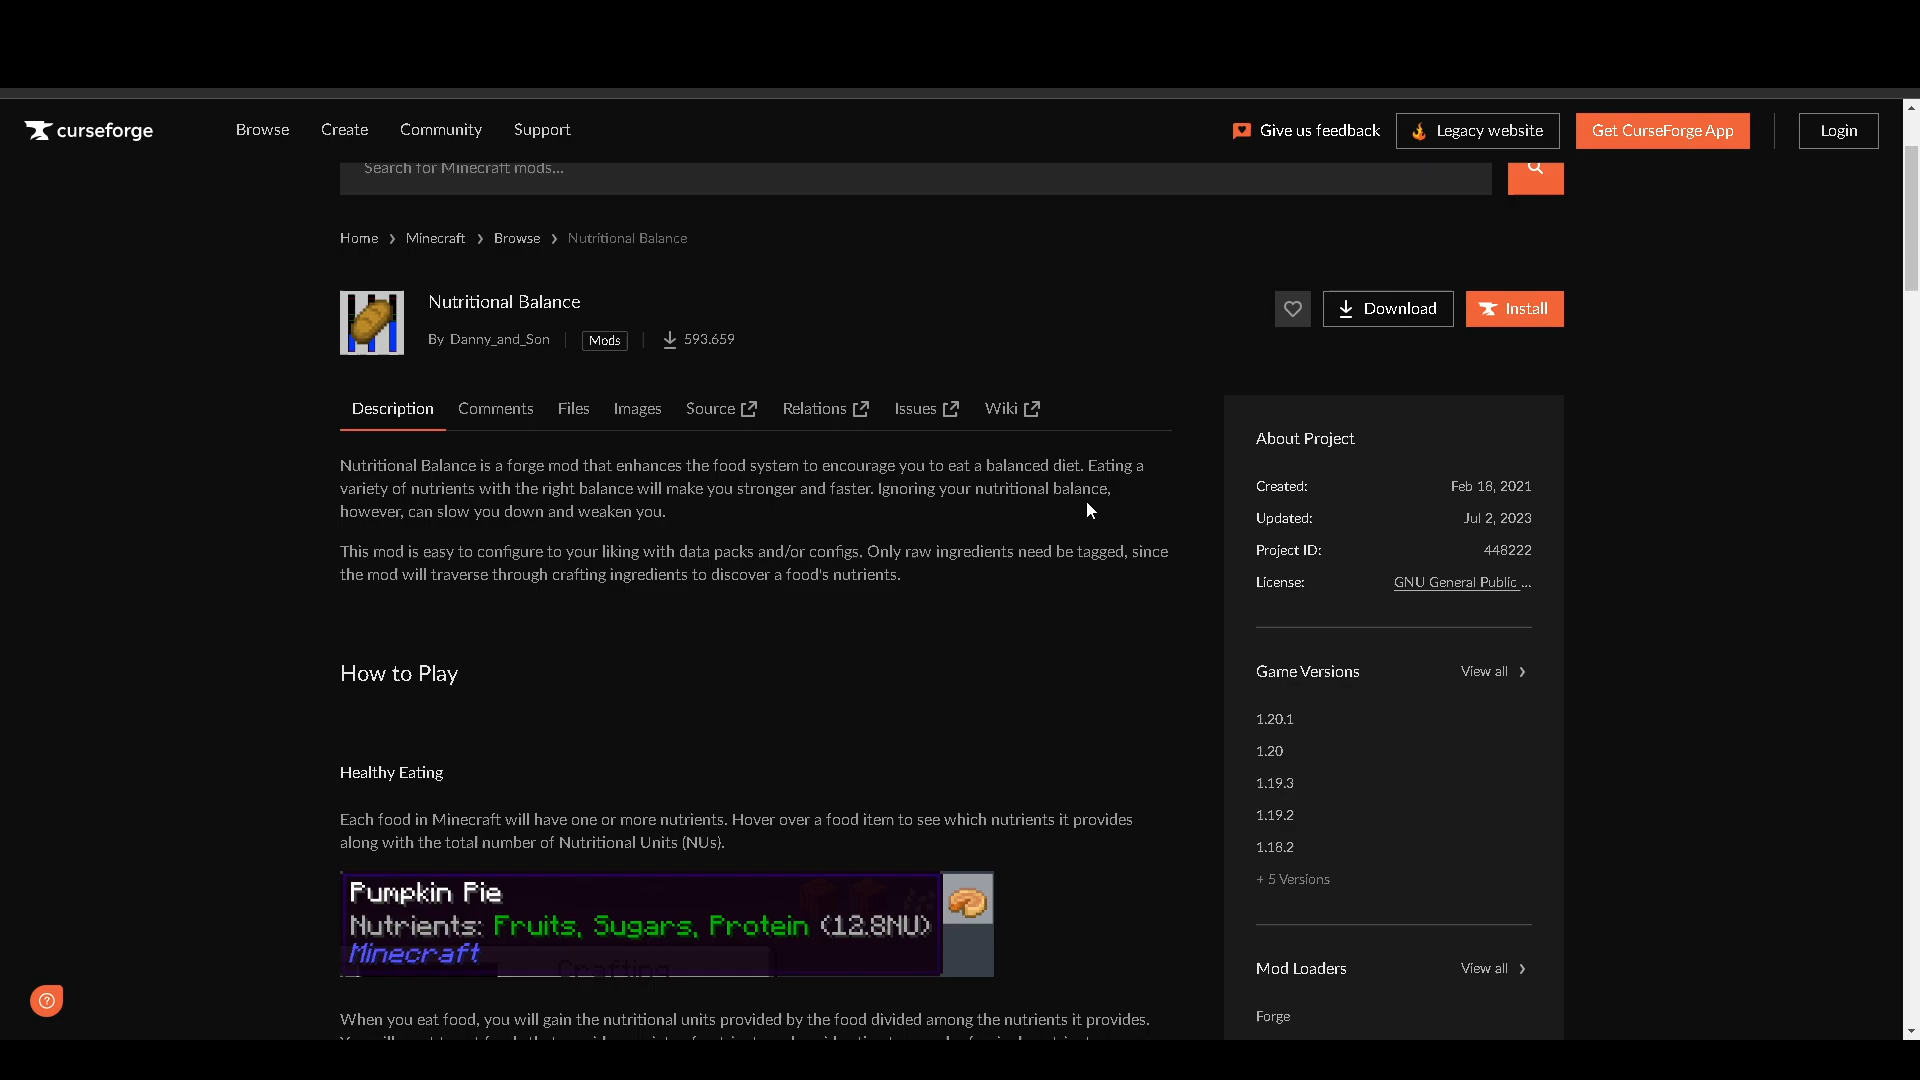 curseforge Browse Create Community Support Give us feedback Legacy website Get CurseForge App Login
Search for Minecraft mods...
Home > Minecraft > Browse > Nutritional Balance
Nutritional Balance
Download Install
By Danny_and_Son Mods 593.659
Description Comments Files Images Source Relations Issues Wiki
Nutritional Balance is a forge mod that enhances the food system to encourage you to eat a balanced diet. Eating a
variety of nutrients with the right balance will make you stronger and faster. Ignoring your nutritional balance,
however, can slow you down and weaken you.
This mod is easy to configure to your liking with data packs and/or configs. Only raw ingredients need be tagged, since
the mod will traverse through crafting ingredients to discover a food's nutrients.
How to Play
Healthy Eating
Each food in Minecraft will have one or more nutrients. Hover over a food item to see which nutrients it provides
along with the total number of Nutritional Units (NUs).
Pumpkin Pie
Nutrients: Fruits, Sugars, Protein (12.8NU)
Minecraft
Crafting
When you eat food, you will gain the nutritional units provided by the food divided among the nutrients it provides.
About Project
Created: Feb 18, 2021
Updated: Jul 2, 2023
Project ID: 448222
License: GNU General Public ...
Game Versions View all >
1.20.1
1.20
1.19.3
1.19.2
1.18.2
+ 5 Versions
Mod Loaders View all >
Forge